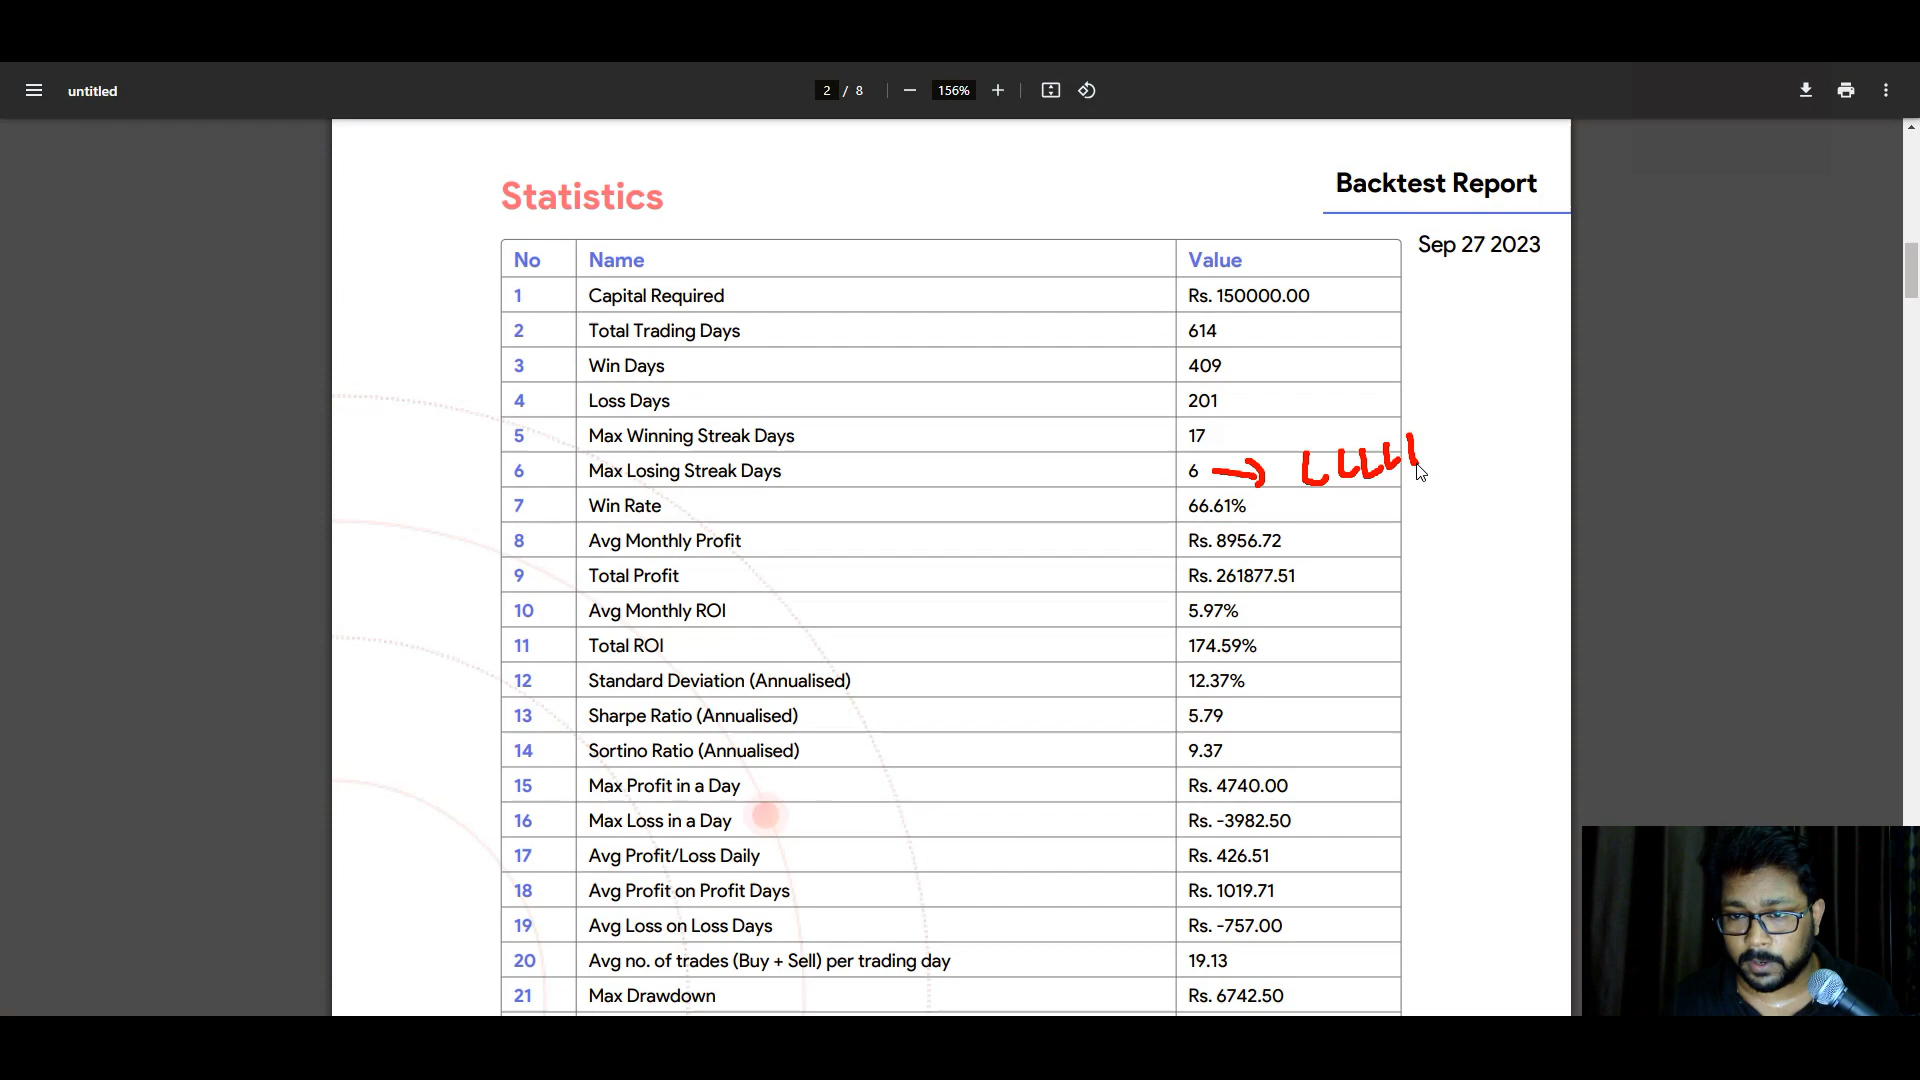 untitled
2 / 8
156%
Statistics
Backtest Report
Sep 27 2023
No Name Value
1 Capital Required Rs. 150000.00
2 Total Trading Days 614
3 Win Days 409
4 Loss Days 201
5 Max Winning Streak Days 17
6 Max Losing Streak Days 6 → L L L L l
7 Win Rate 66.61%
8 Avg Monthly Profit Rs. 8956.72
9 Total Profit Rs. 261877.51
10 Avg Monthly ROI 5.97%
11 Total ROI 174.59%
12 Standard Deviation (Annualised) 12.37%
13 Sharpe Ratio (Annualised) 5.79
14 Sortino Ratio (Annualised) 9.37
15 Max Profit in a Day Rs. 4740.00
16 Max Loss in a Day Rs. -3982.50
17 Avg Profit/Loss Daily Rs. 426.51
18 Avg Profit on Profit Days Rs. 1019.71
19 Avg Loss on Loss Days Rs. -757.00
20 Avg no. of trades (Buy + Sell) per trading day 19.13
21 Max Drawdown Rs. 6742.50